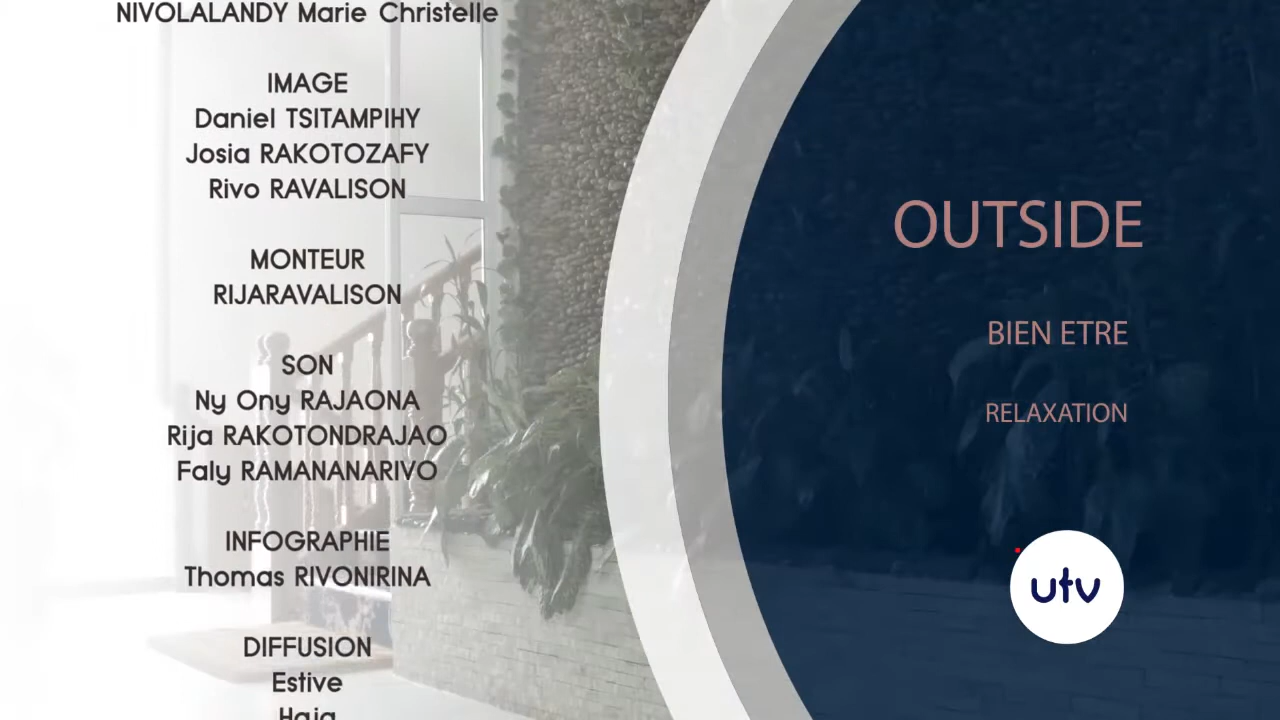 NIVOLALANDY Marie Christelle
IMAGE
Daniel TSITAMPIHY
Josia RAKOTOZAFY
Rivo RAVALISON
MONTEUR
RIJARAVALISON
SON
Ny Ony RAJAONA
Rija RAKOTONDRAJAO
Faly RAMANANARIVO
INFOGRAPHIE
Thomas RIVONIRINA
DIFFUSION
Estive
Haja
OUTSIDE
BIEN ETRE
RELAXATION
utv